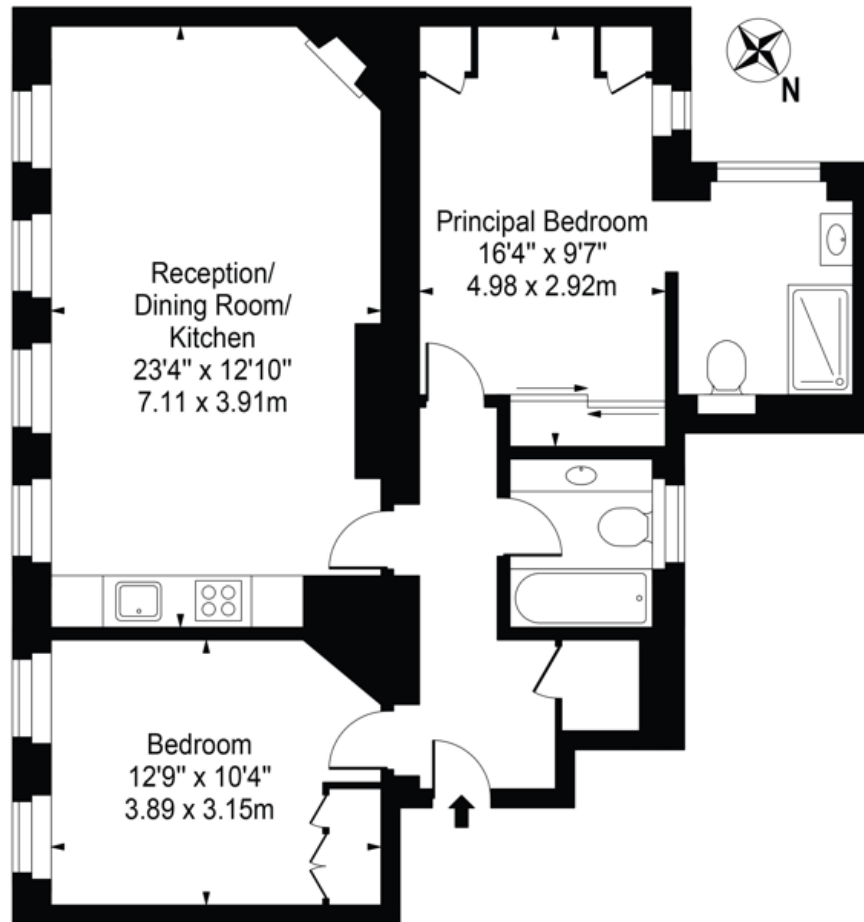 N
Principal Bedroom
16'4" x 9'7"
4.98 x 2.92m
Reception/
Dining Room/
Kitchen
23'4" x 12'10"
7.11 x 3.91m
Bedroom
12'9" x 10'4"
3.89 x 3.15m